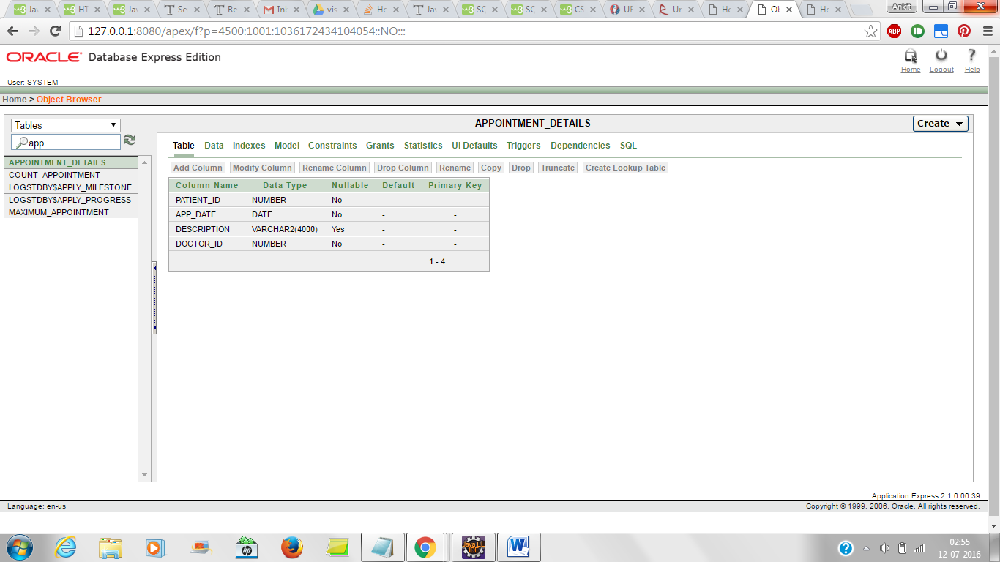 Jav HT Jav Se Re Inl vis Ho Jav SC SC CS UE Ur Ho Ol Ho Ankit
127.0.0.1:8080/apex/f?p=4500:1001:1036172434104054::NO::: ABP
ORACLE Database Express Edition
Home Logout Help
User: SYSTEM
Home > Object Browser
Tables
app
APPOINTMENT_DETAILS
COUNT_APPOINTMENT
LOGSTDBY$APPLY_MILESTONE
LOGSTDBY$APPLY_PROGRESS
MAXIMUM_APPOINTMENT
APPOINTMENT_DETAILS
Create
Table Data Indexes Model Constraints Grants Statistics UI Defaults Triggers Dependencies SQL
Add Column Modify Column Rename Column Drop Column Rename Copy Drop Truncate Create Lookup Table
Column Name Data Type Nullable Default Primary Key
PATIENT_ID NUMBER No - -
APP_DATE DATE No - -
DESCRIPTION VARCHAR2(4000) Yes - -
DOCTOR_ID NUMBER No - -
1 - 4
Application Express 2.1.0.00.39
Language: en-us
Copyright © 1999, 2006, Oracle. All rights reserved.
hp
Java EE
IDE
02:55
12-07-2016